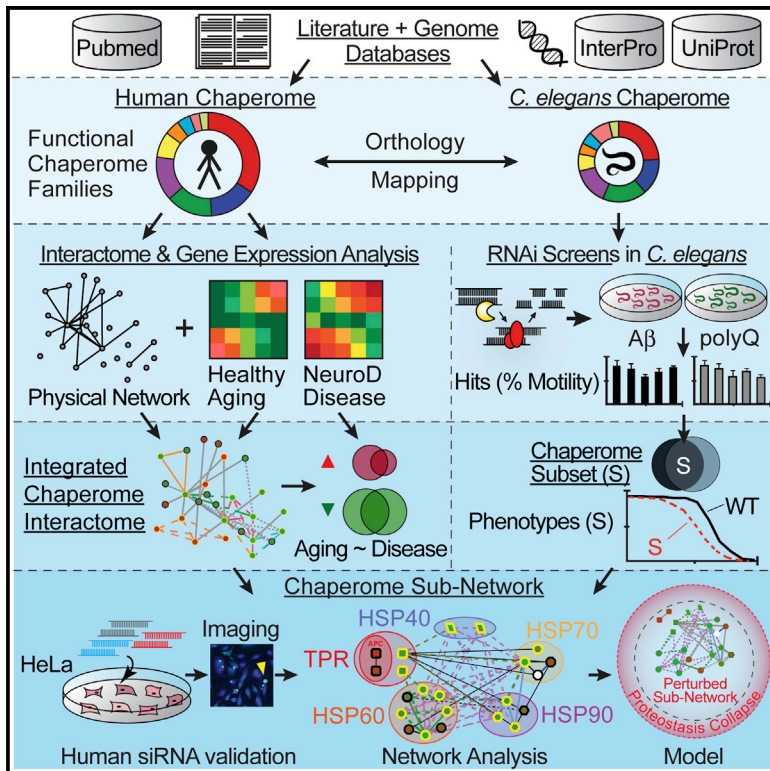 Pubmed
Literature + Genome
Databases
InterPro
UniProt
Human Chaperome
C. elegans Chaperome
Functional
Chaperome
Families
Orthology
Mapping
Interactome & Gene Expression Analysis
RNAi Screens in C. elegans
+
Physical Network
Healthy
Aging
NeuroD
Disease
Aβ
polyQ
Hits (% Motility)
Integrated
Chaperome
Interactome
Aging ~ Disease
Chaperome
Subset (S)
S
Phenotypes (S)
WT
S
Chaperome Sub-Network
HeLa
Imaging
TPR
APC
HSP40
HSP70
HSP60
HSP90
Perturbed
Sub-Network
Proteostasis Collapse
Human siRNA validation
Network Analysis
Model